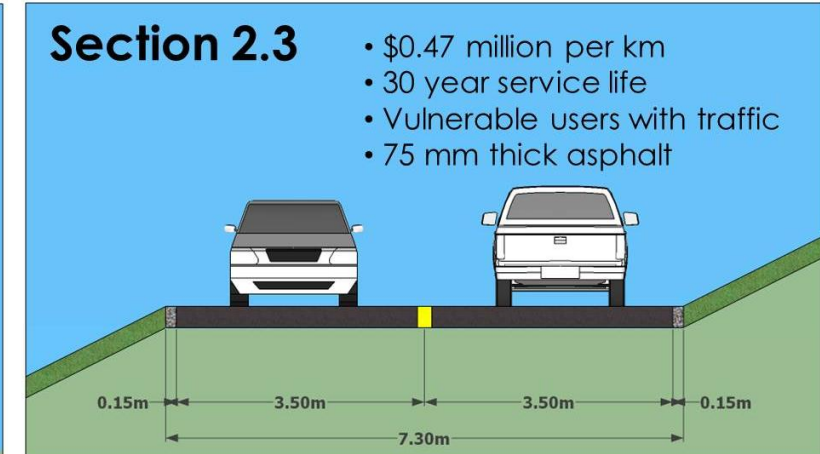 Section 2.3
• $0.47 million per km
• 30 year service life
• Vulnerable users with traffic
• 75 mm thick asphalt
0.15m 3.50m 3.50m 0.15m
7.30m